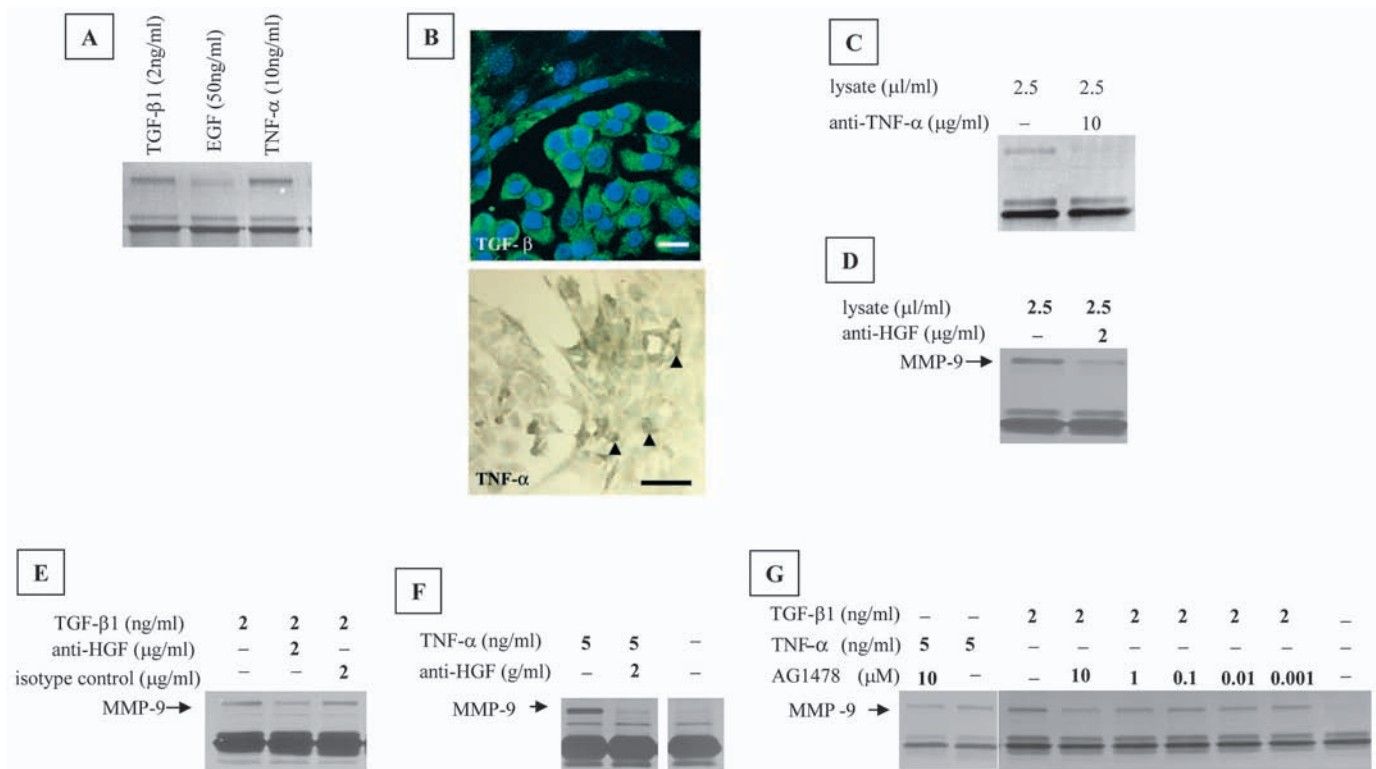 A
TGF-β1 (2ng/ml)
EGF (50ng/ml)
TNF-α (10ng/ml)
B
TGF-β
TNF-α
C
lysate (μl/ml) 2.5 2.5
anti-TNF-α (μg/ml) – 10
D
lysate (μl/ml) 2.5 2.5
anti-HGF (μg/ml) – 2
MMP-9
E
TGF-β1 (ng/ml) 2 2 2
anti-HGF (μg/ml) – 2 –
isotype control (μg/ml) – – 2
MMP-9
F
TNF-α (ng/ml) 5 5 –
anti-HGF (g/ml) – 2 –
MMP-9
G
TGF-β1 (ng/ml) – – 2 2 2 2 2 2 –
TNF-α (ng/ml) 5 5 – – – – – – –
AG1478 (μM) 10 – – 10 1 0.1 0.01 0.001 –
MMP -9